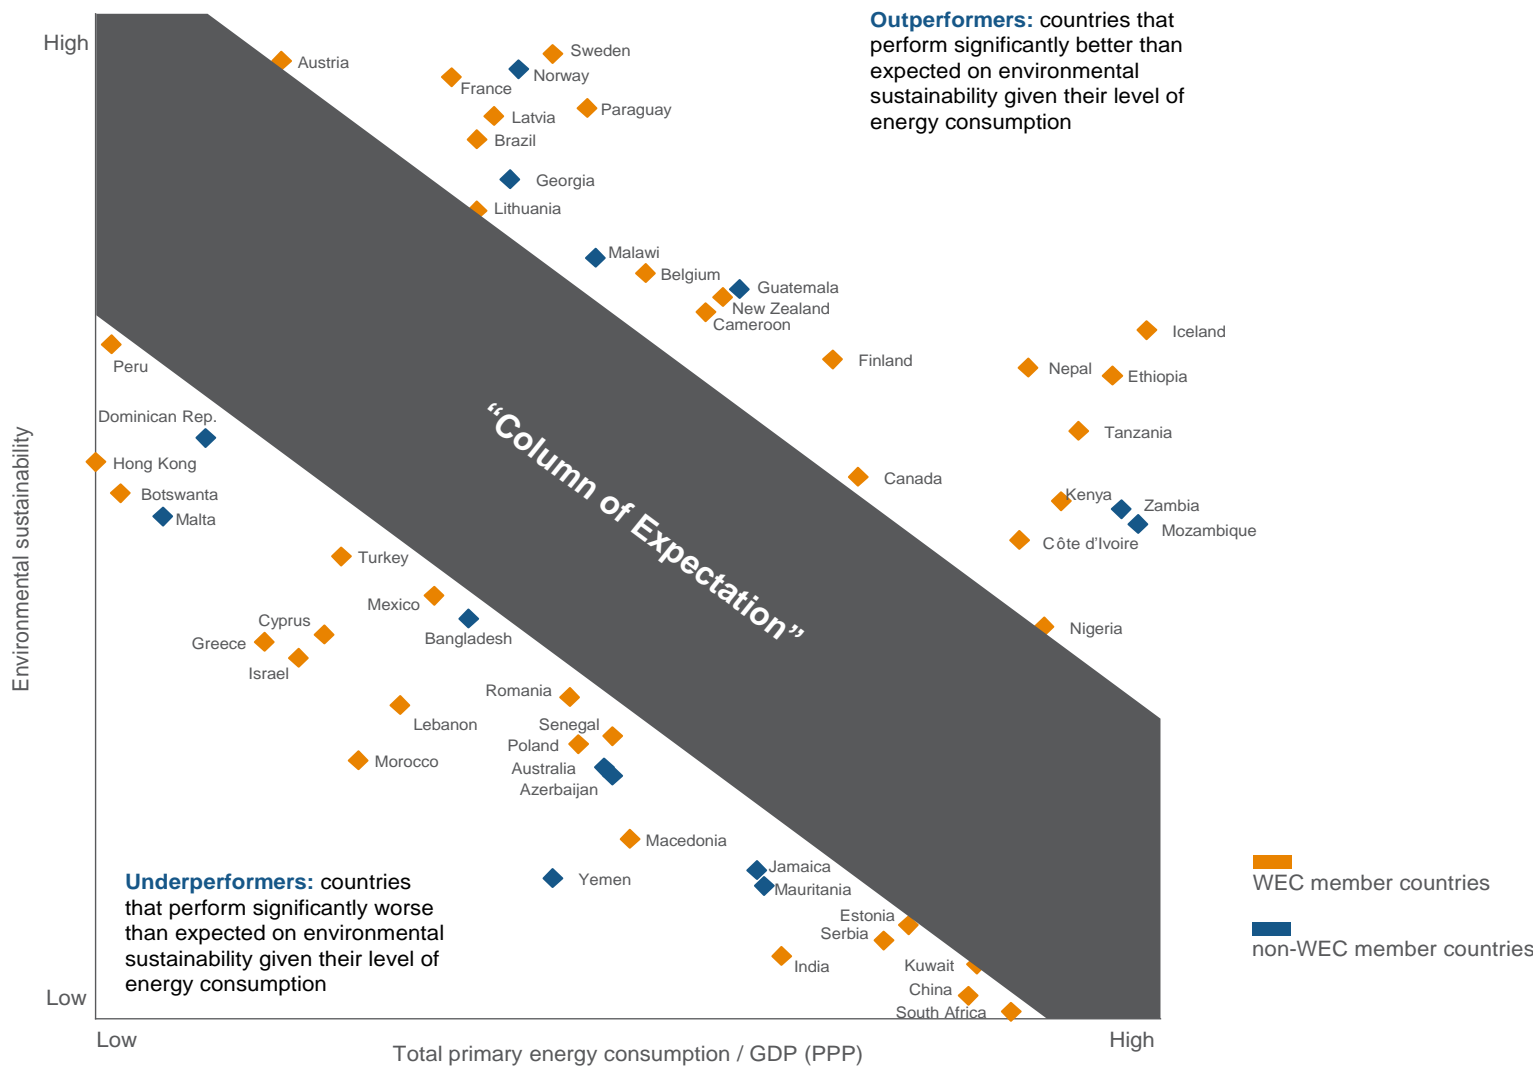 Outperformers: countries that
perform significantly better than
expected on environmental
sustainability given their level of
energy consumption
High
Austria
Sweden
Norway
France
Paraguay
Latvia
Brazil
Georgia
Lithuania
Malawi
Belgium
Guatemala
New Zealand
Cameroon
Iceland
Finland
Nepal
Ethiopia
Peru
Dominican Rep.
Tanzania
Hong Kong
Canada
Botswanta
Kenya
Zambia
Malta
Mozambique
Côte d'Ivoire
"Column of Expectation"
Turkey
Mexico
Cyprus
Bangladesh
Nigeria
Greece
Israel
Romania
Lebanon
Senegal
Poland
Morocco
Australia
Azerbaijan
Macedonia
Jamaica
Yemen
Mauritania
Estonia
Serbia
India
Kuwait
China
South Africa
Underperformers: countries
that perform significantly worse
than expected on environmental
sustainability given their level of
energy consumption
Environmental sustainability
Low
Low
Total primary energy consumption / GDP (PPP)
High
WEC member countries
non-WEC member countries